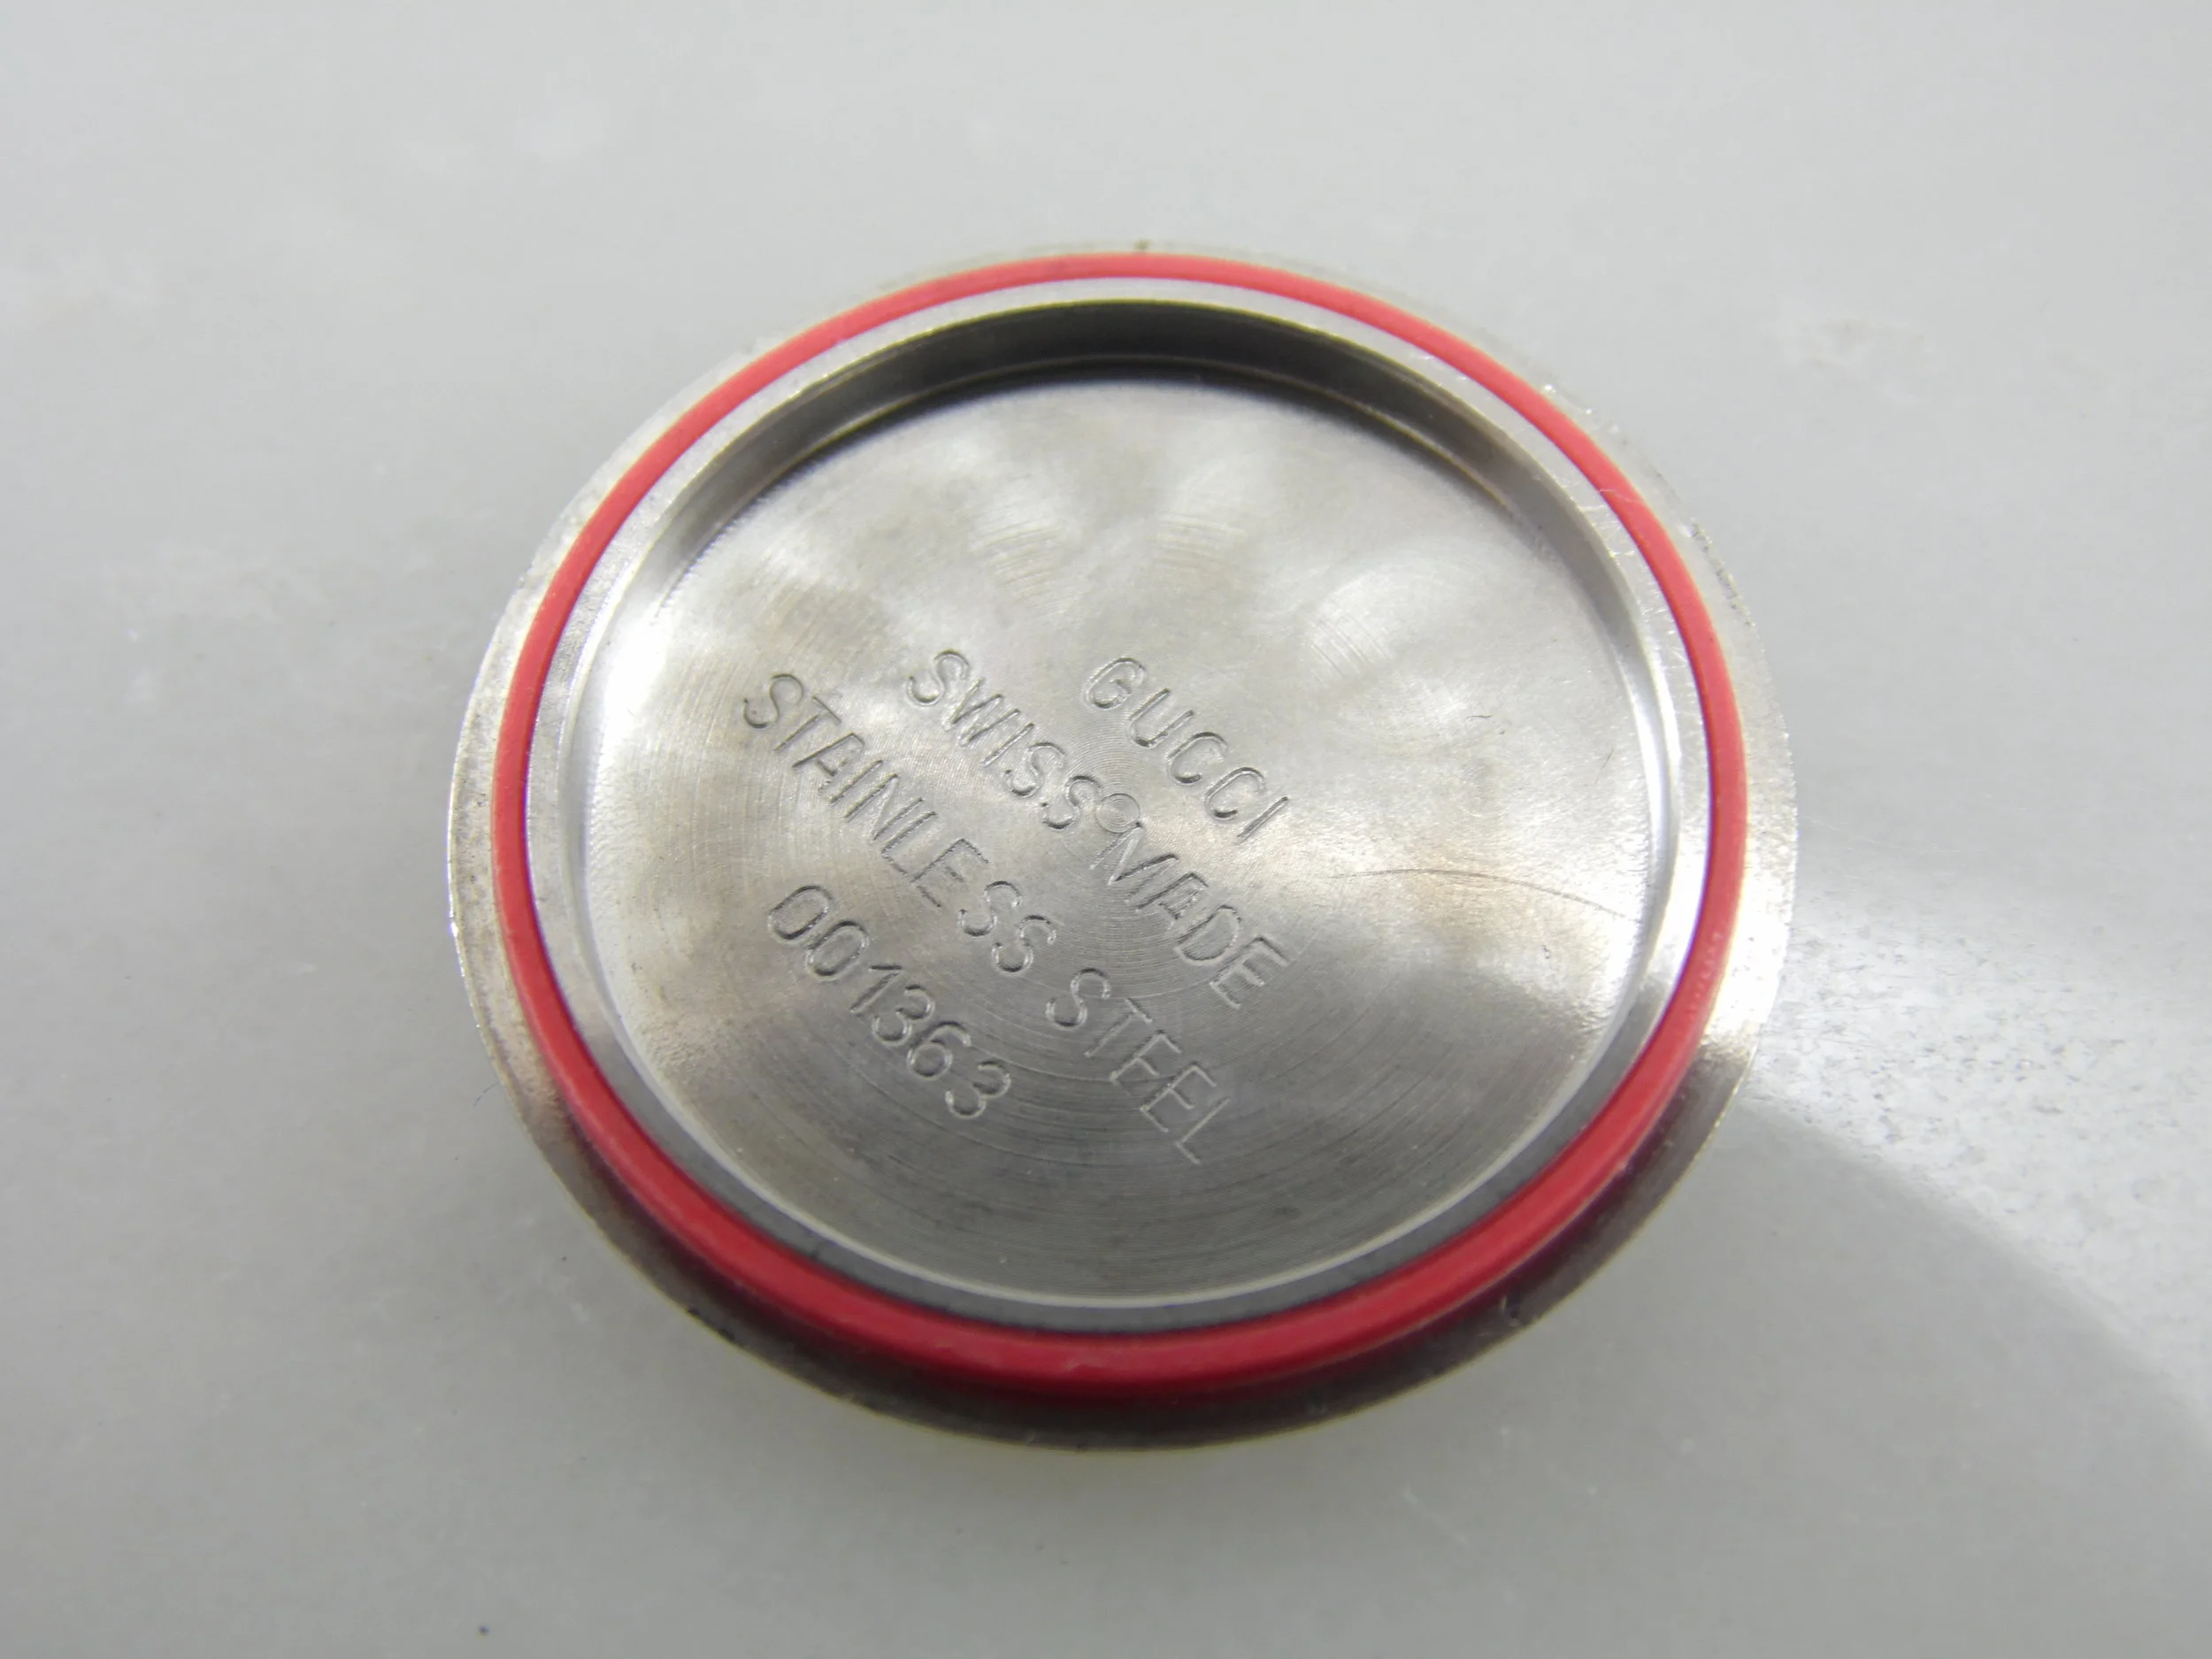 GUCCI
SWISS MADE
STAINLESS STEEL
001363